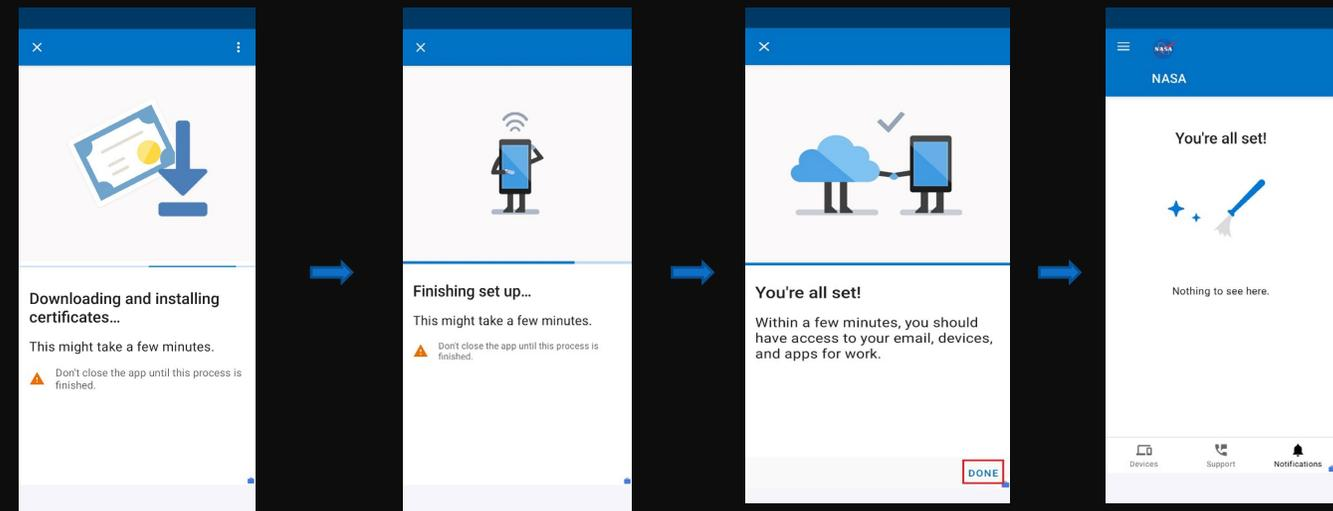 Downloading and installing
certificates...
This might take a few minutes.
Don't close the app until this process is
finished.
Finishing set up...
This might take a few minutes.
Don't close the app until this process is
finished.
You're all set!
Within a few minutes, you should
have access to your email, devices,
and apps for work.
DONE
NASA
NASA
You're all set!
Nothing to see here.
Devices
Support
Notifications